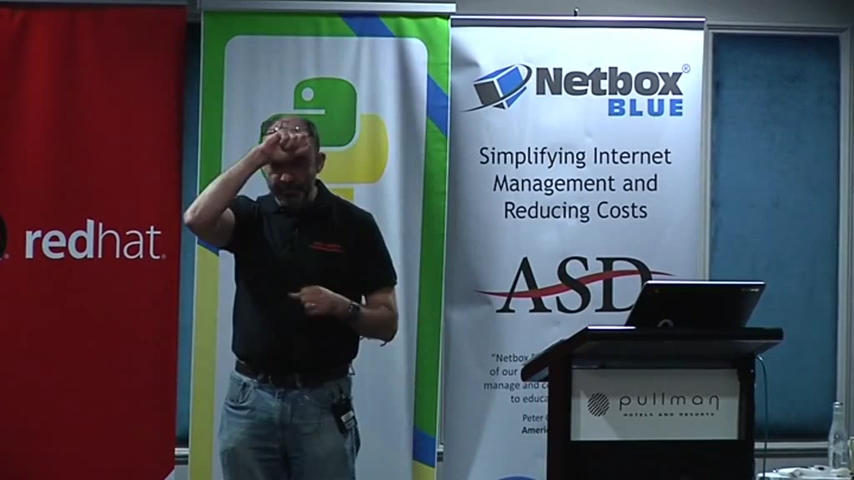 redhat.
Netbox®
BLUE
Simplifying Internet
Management and
Reducing Costs
ASD
"Netbox
of our
manage and
to educa
Peter
Ameri
pullman
HOTELS AND RESORTS